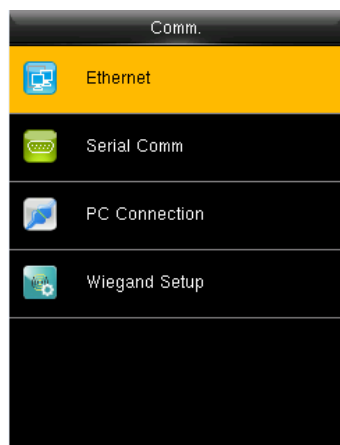 Comm.
Ethernet
Serial Comm
PC Connection
Wiegand Setup